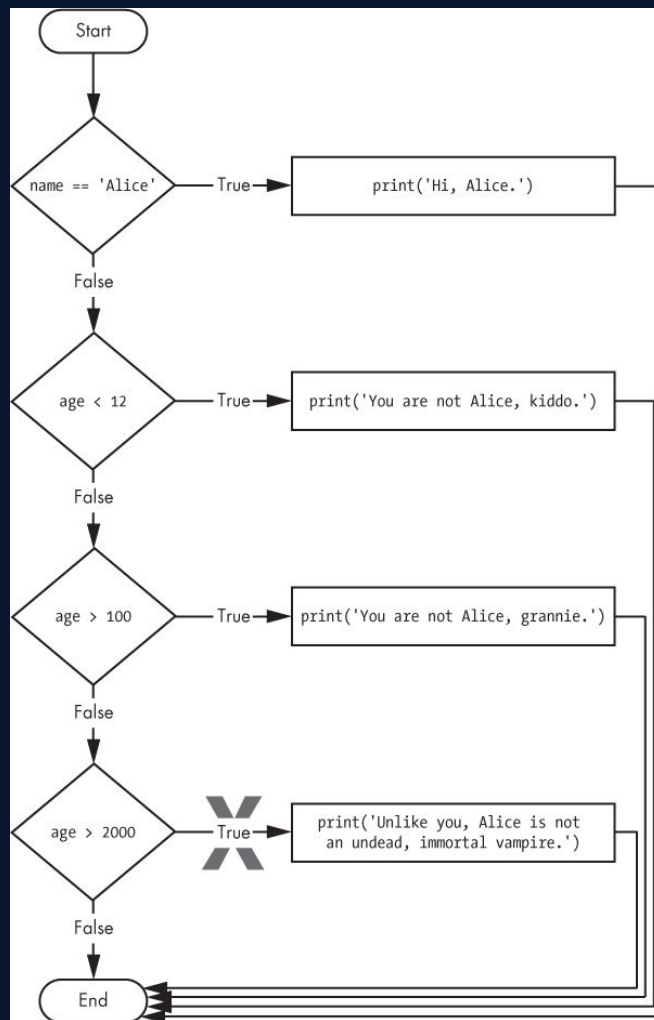 Start
name == 'Alice'
True
print('Hi, Alice.')
False
age < 12
True
print('You are not Alice, kiddo.')
False
age > 100
True
print('You are not Alice, grannie.')
False
age > 2000
True
print('Unlike you, Alice is not
an undead, immortal vampire.')
False
End